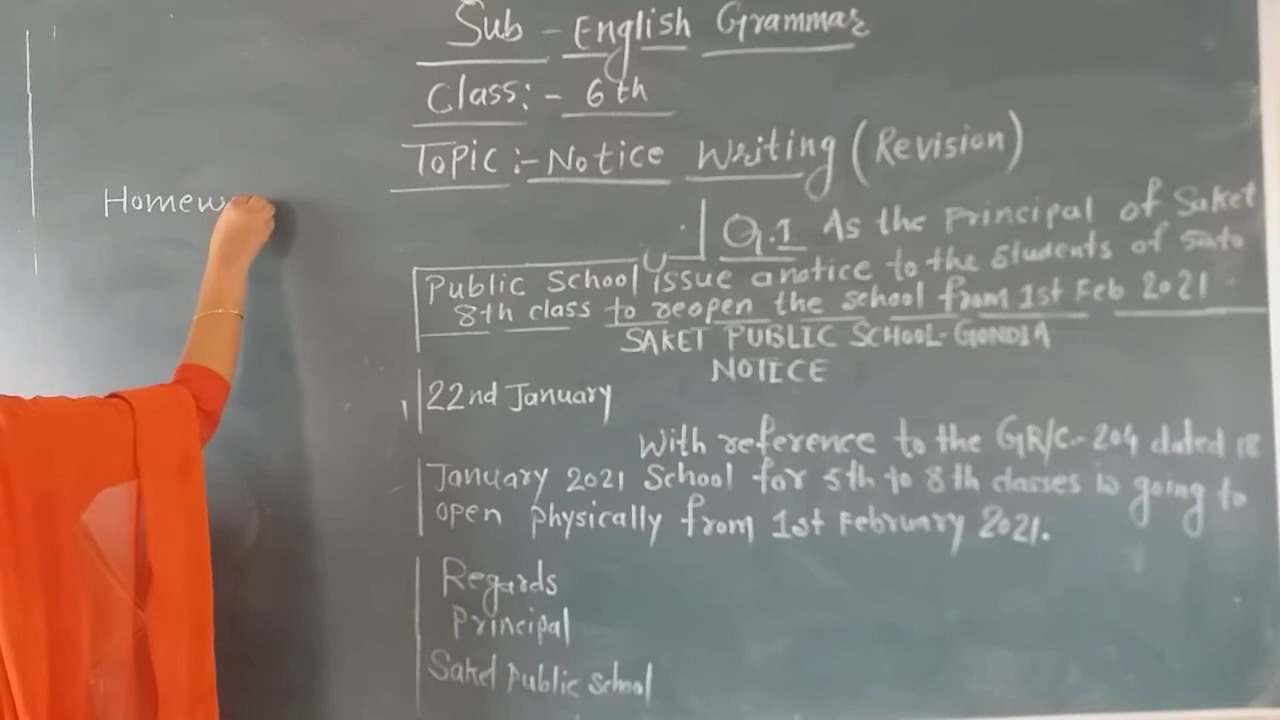 Sub - English Grammar
Class:- 6th
Topic :- Notice Writing (Revision)
Homew
Q.1 As the Principal of Saket
Public School issue a notice to the students of 5th to
8th class to reopen the school from 1st Feb 2021.
SAKET PUBLIC SCHOOL-GONDIA
NOTICE
22nd January
With reference to the GR/C-204 dated 18
January 2021 School for 5th to 8th classes is going to
open physically from 1st February 2021.
Regards
Principal
Saket Public School